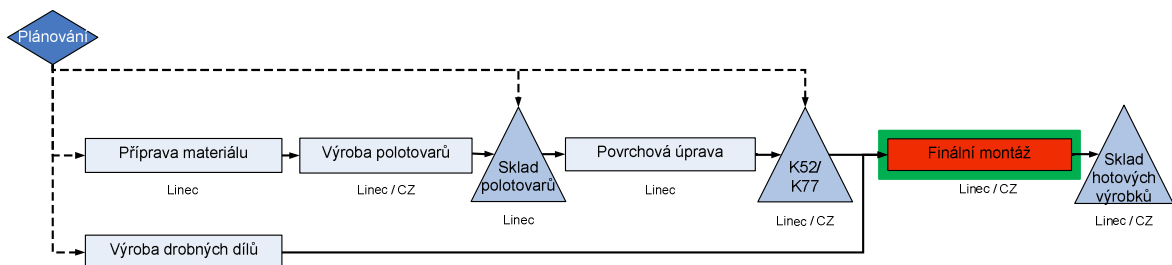 Plánování
Příprava materiálu
Linec
Výroba polotovarů
Linec / CZ
Sklad
polotovarů
Linec
Povrchová úprava
Linec
K52/
K77
Linec / CZ
Finální montáž
Linec / CZ
Sklad
hotových
výrobků
Linec / CZ
Výroba drobných dílů